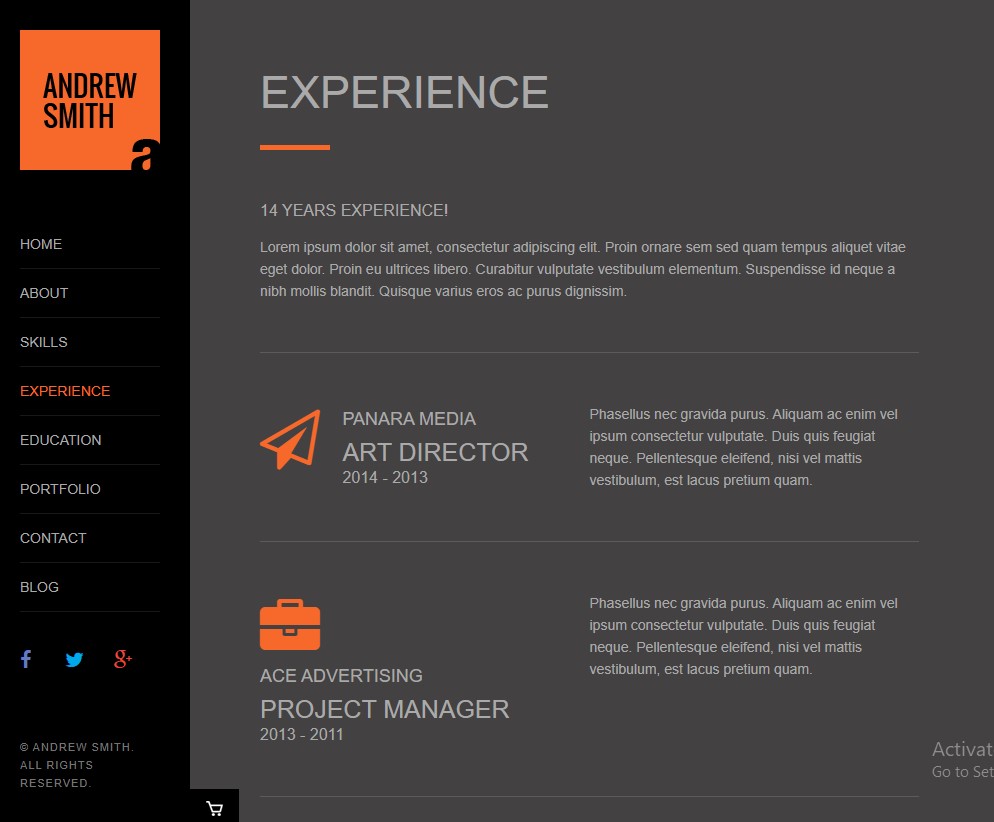 ANDREW
SMITH
a
HOME
ABOUT
SKILLS
EXPERIENCE
EDUCATION
PORTFOLIO
CONTACT
BLOG
© ANDREW SMITH.
ALL RIGHTS
RESERVED.
EXPERIENCE
14 YEARS EXPERIENCE!
Lorem ipsum dolor sit amet, consectetur adipiscing elit. Proin ornare sem sed quam tempus aliquet vitae
eget dolor. Proin eu ultrices libero. Curabitur vulputate vestibulum elementum. Suspendisse id neque a
nibh mollis blandit. Quisque varius eros ac purus dignissim.
PANARA MEDIA
ART DIRECTOR
2014 - 2013
Phasellus nec gravida purus. Aliquam ac enim vel
ipsum consectetur vulputate. Duis quis feugiat
neque. Pellentesque eleifend, nisi vel mattis
vestibulum, est lacus pretium quam.
ACE ADVERTISING
PROJECT MANAGER
2013 - 2011
Phasellus nec gravida purus. Aliquam ac enim vel
ipsum consectetur vulputate. Duis quis feugiat
neque. Pellentesque eleifend, nisi vel mattis
vestibulum, est lacus pretium quam.
Activat
Go to Set